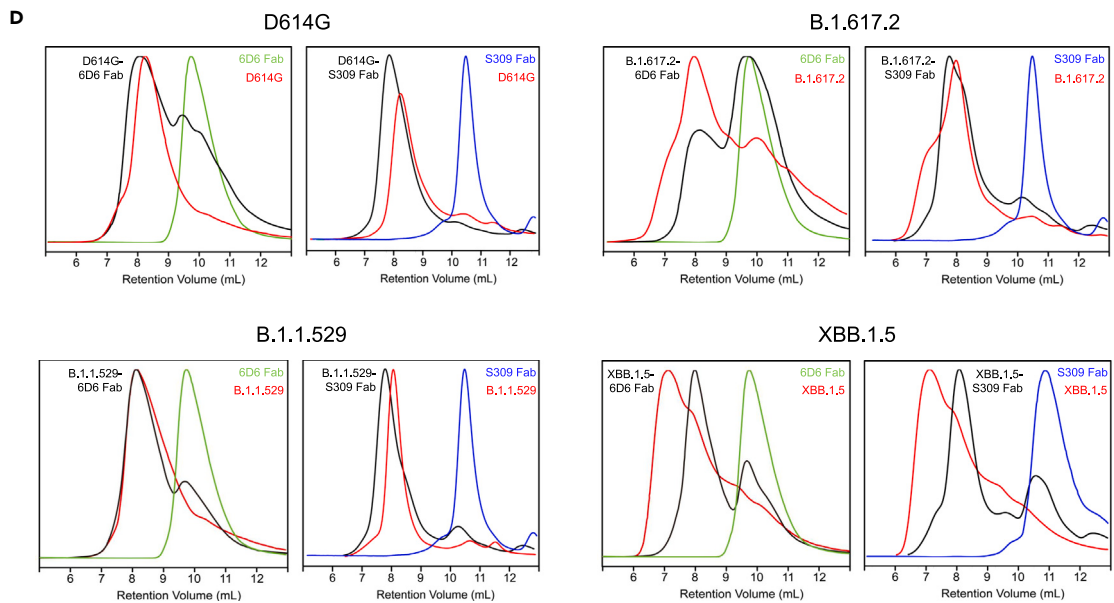 D
D614G
D614G-
6D6 Fab
6D6 Fab
D614G
6 7 8 9 10 11 12
Retention Volume (mL)
D614G-
S309 Fab
S309 Fab
D614G
6 7 8 9 10 11 12
Retention Volume (mL)
B.1.617.2
B.1.617.2-
6D6 Fab
6D6 Fab
B.1.617.2
6 7 8 9 10 11 12
Retention Volume (mL)
B.1.617.2-
S309 Fab
S309 Fab
B.1.617.2
6 7 8 9 10 11 12
Retention Volume (mL)
B.1.1.529
B.1.1.529-
6D6 Fab
6D6 Fab
B.1.1.529
6 7 8 9 10 11 12
Retention Volume (mL)
B.1.1.529-
S309 Fab
S309 Fab
B.1.1.529
6 7 8 9 10 11 12
Retention Volume (mL)
XBB.1.5
XBB.1.5-
6D6 Fab
6D6 Fab
XBB.1.5
6 7 8 9 10 11 12
Retention Volume (mL)
XBB.1.5-
S309 Fab
S309 Fab
XBB.1.5
6 7 8 9 10 11 12
Retention Volume (mL)